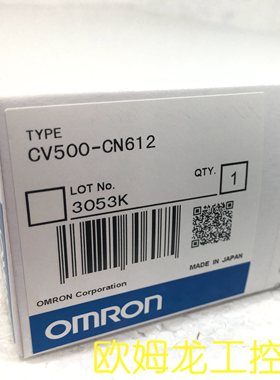 TYPE
CV500-CN612
LOT No.
QTY.
3053K
1
MADE IN JAPAN
OMRON Corporation
OMRON
欧姆龙工控